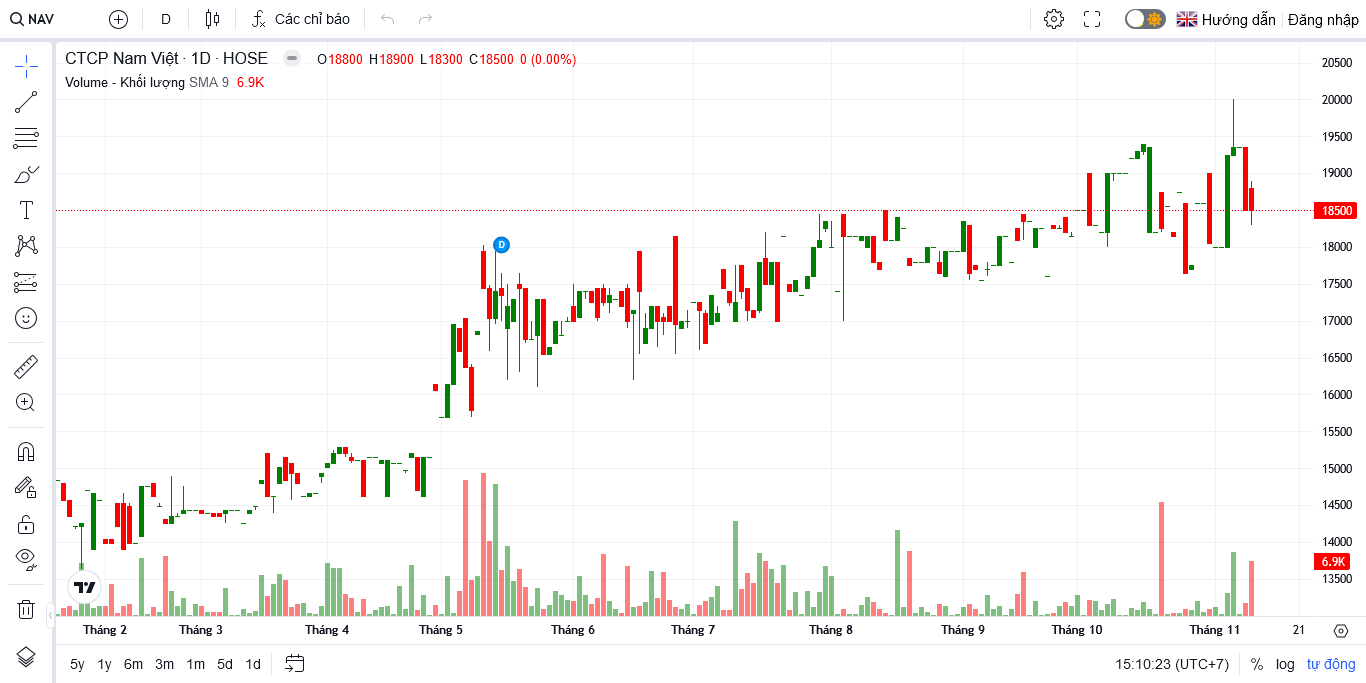 NAV D Các chỉ báo Hướng dẫn Đăng nhập
CTCP Nam Việt · 1D · HOSE O18800 H18900 L18300 C18500 0 (0.00%)
Volume - Khối lượng SMA 9 6.9K
20500
20000
19500
19000
18500
18000
17500
17000
16500
16000
15500
15000
14500
14000
6.9K
13500
D
Tháng 2 Tháng 3 Tháng 4 Tháng 5 Tháng 6 Tháng 7 Tháng 8 Tháng 9 Tháng 10 Tháng 11 21
5y 1y 6m 3m 1m 5d 1d 15:10:23 (UTC+7) % log tự động